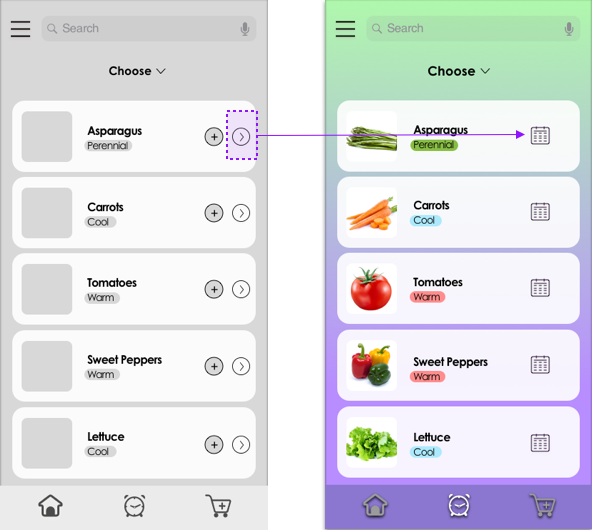 Search
Choose
Asparagus
Perennial
Carrots
Cool
Tomatoes
Warm
Sweet Peppers
Warm
Lettuce
Cool
Search
Choose
Asparagus
Perennial
Carrots
Cool
Tomatoes
Warm
Sweet Peppers
Warm
Lettuce
Cool